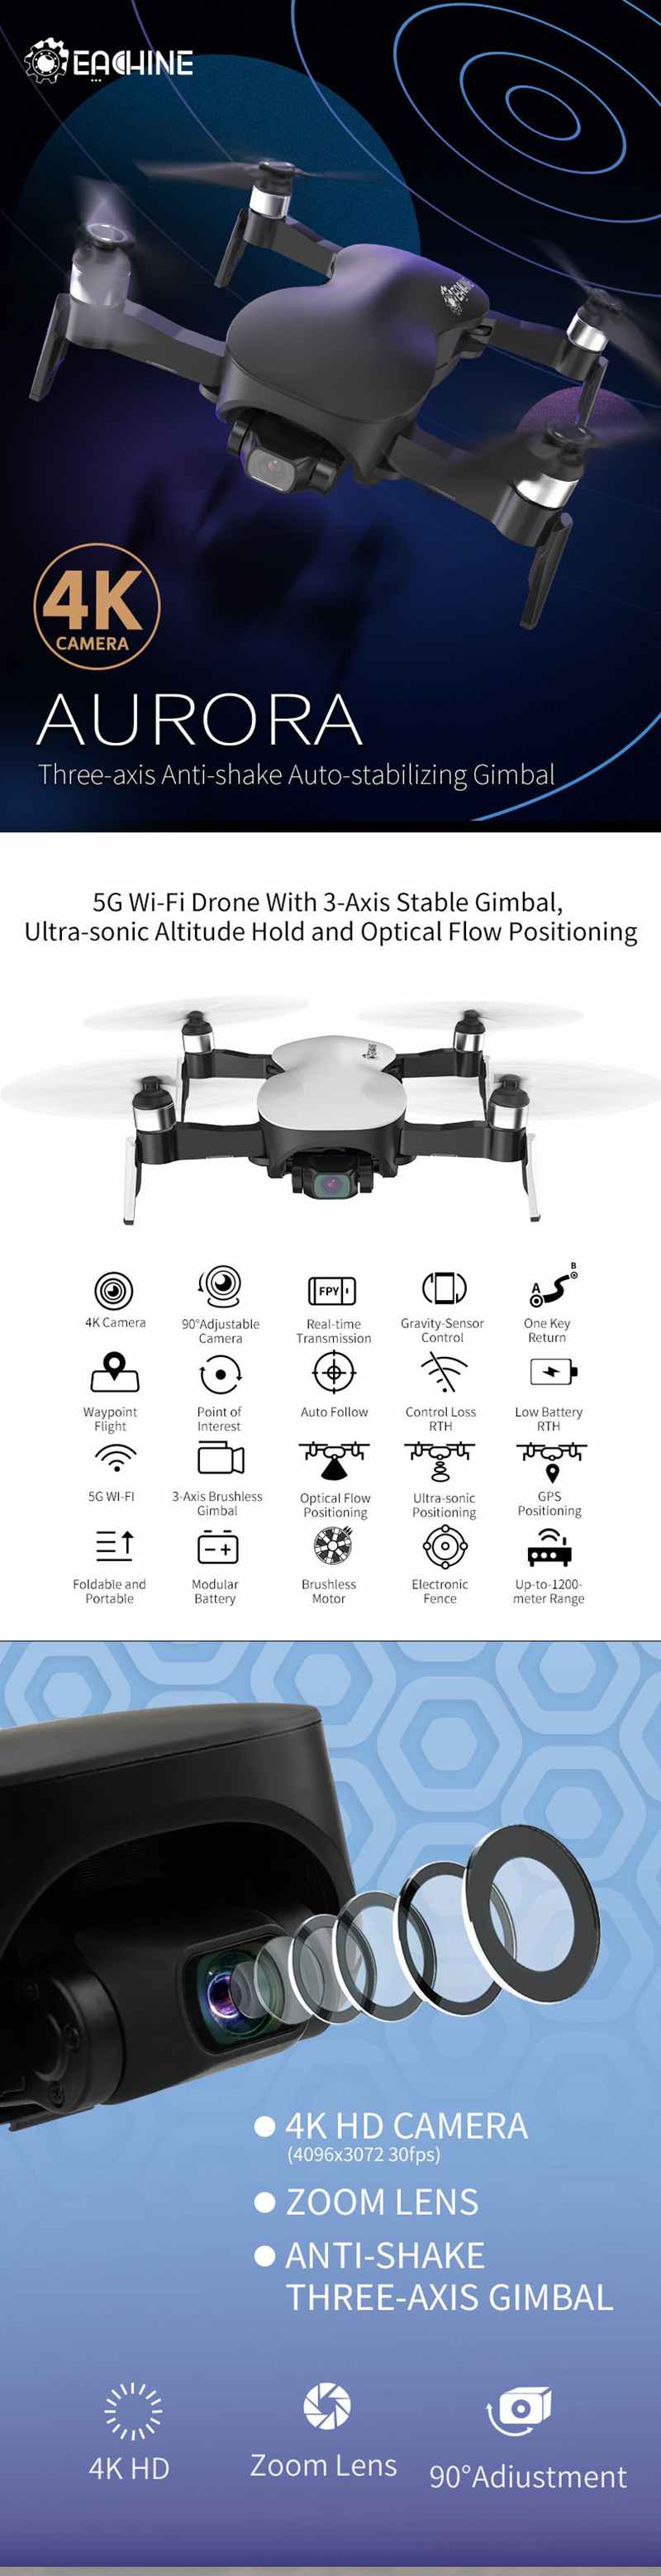 EACHINE
EACHINE
4K
CAMERA
AURORA
Three-axis Anti-shake Auto-stabilizing Gimbal
5G Wi-Fi Drone With 3-Axis Stable Gimbal,
Ultra-sonic Altitude Hold and Optical Flow Positioning
EACHINE
FPY
A
B
4K Camera
90°Adjustable
Camera
Real-time
Transmission
Gravity-Sensor
Control
One Key
Return
Waypoint
Flight
Point of
Interest
Auto Follow
Control Loss
RTH
Low Battery
RTH
5G WI-FI
3-Axis Brushless
Gimbal
Optical Flow
Positioning
Ultra-sonic
Positioning
GPS
Positioning
Foldable and
Portable
Modular
Battery
Brushless
Motor
Electronic
Fence
Up-to-1200-
meter Range
4K HD CAMERA
(4096x3072 30fps)
ZOOM LENS
ANTI-SHAKE
THREE-AXIS GIMBAL
4K HD
Zoom Lens
90°Adiustment